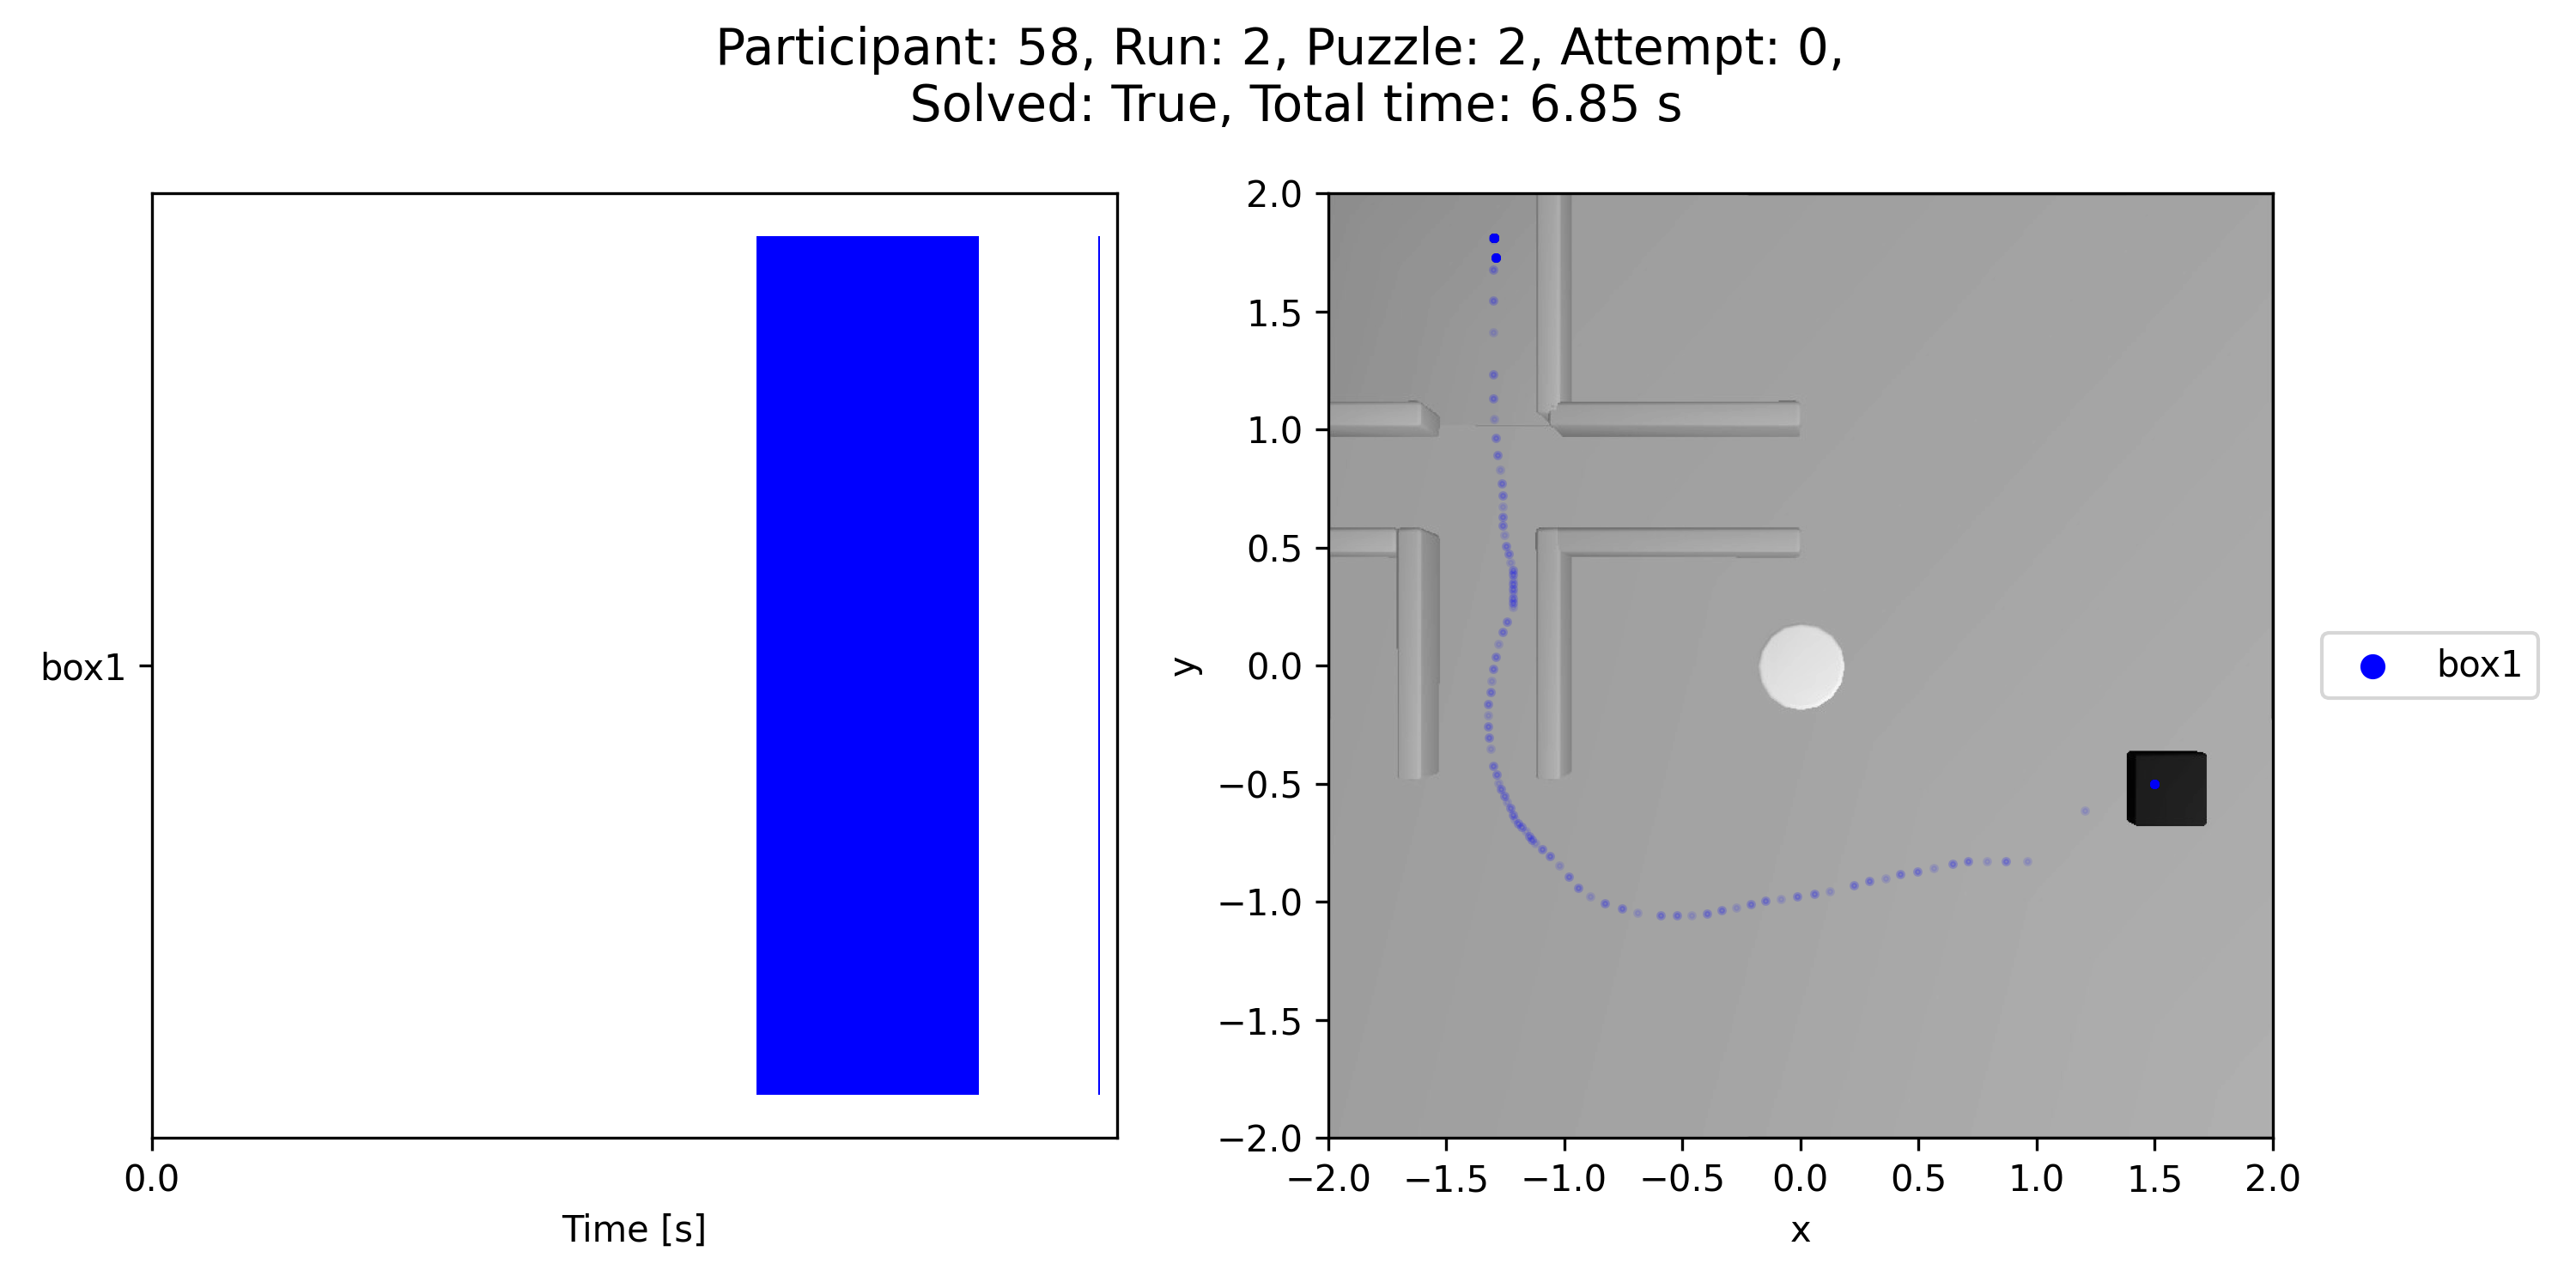 Participant: 58, Run: 2, Puzzle: 2, Attempt: 0,
Solved: True, Total time: 6.85 s
box1
0.0
Time [s]
y
2.0
1.5
1.0
0.5
0.0
−0.5
−1.0
−1.5
−2.0
−2.0 −1.5 −1.0 −0.5 0.0 0.5 1.0 1.5 2.0
x
box1